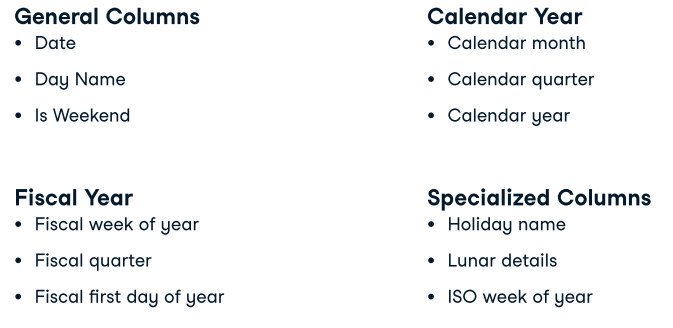 General Columns
• Date
• Day Name
• Is Weekend
Calendar Year
• Calendar month
• Calendar quarter
• Calendar year
Fiscal Year
• Fiscal week of year
• Fiscal quarter
• Fiscal first day of year
Specialized Columns
• Holiday name
• Lunar details
• ISO week of year